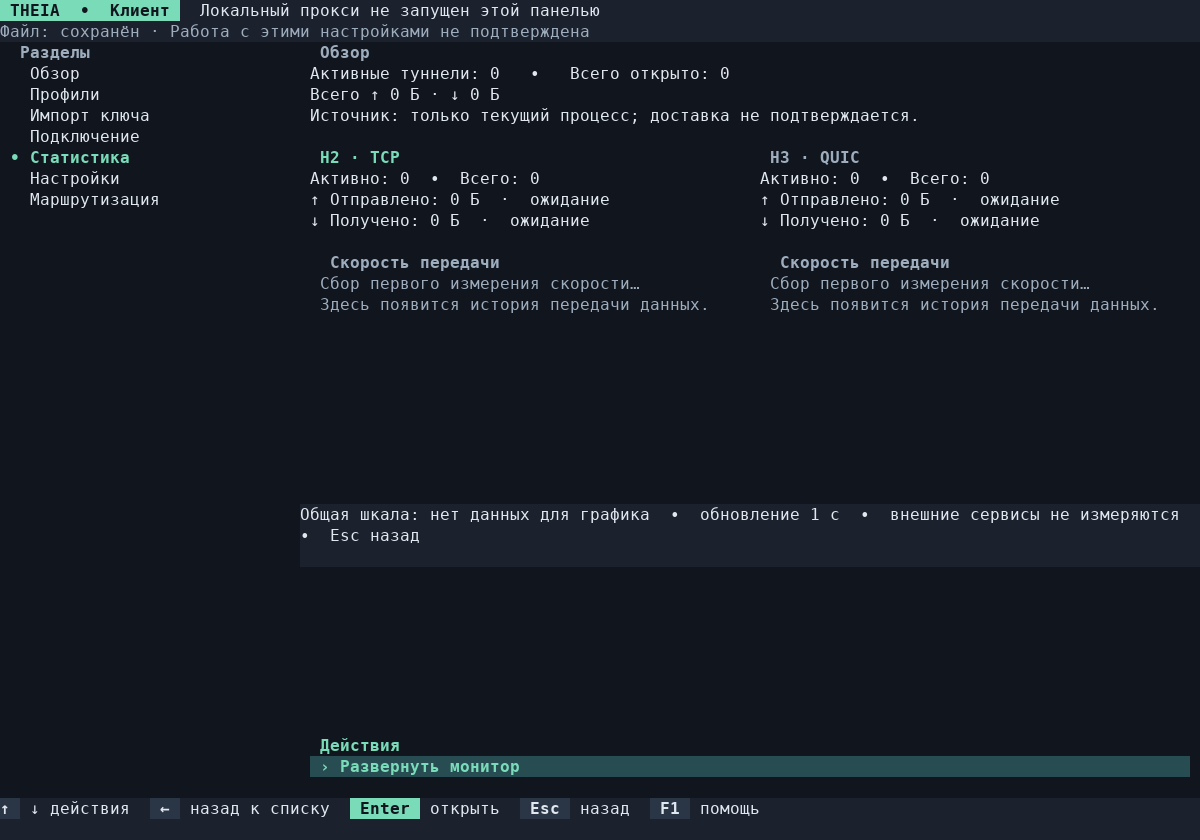 THEIA • Клиент Локальный прокси не запущен этой панелью
Файл: сохранён · Работа с этими настройками не подтверждена
Разделы
Обзор
Профили
Импорт ключа
Подключение
• Статистика
Настройки
Маршрутизация
Обзор
Активные туннели: 0 • Всего открыто: 0
Всего ↑ 0 Б · ↓ 0 Б
Источник: только текущий процесс; доставка не подтверждается.
H2 · TCP
Активно: 0 • Всего: 0
↑ Отправлено: 0 Б · ожидание
↓ Получено: 0 Б · ожидание
Скорость передачи
Сбор первого измерения скорости…
Здесь появится история передачи данных.
H3 · QUIC
Активно: 0 • Всего: 0
↑ Отправлено: 0 Б · ожидание
↓ Получено: 0 Б · ожидание
Скорость передачи
Сбор первого измерения скорости…
Здесь появится история передачи данных.
Общая шкала: нет данных для графика • обновление 1 с • внешние сервисы не измеряются
• Esc назад
Действия
› Развернуть монитор
↑ ↓ действия ← назад к списку Enter открыть Esc назад F1 помощь